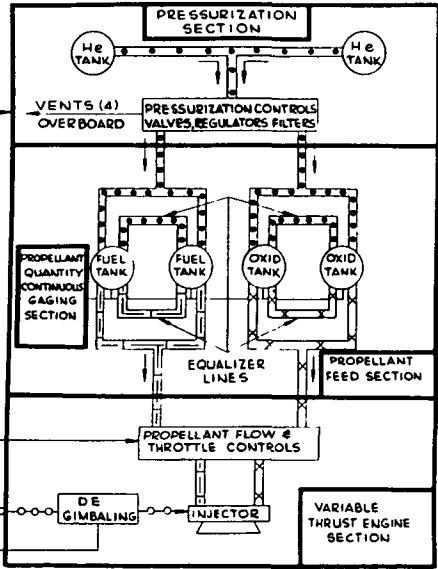 PRESSURIZATION
SECTION
He
TANK
He
TANK
VENTS (4)
OVERBOARD
PRESSURIZATION CONTROLS
VALVES, REGULATORS FILTERS
PROPELLANT
QUANTITY
CONTINUOUS
GAGING
SECTION
FUEL
TANK
FUEL
TANK
OXID
TANK
OXID
TANK
EQUALIZER
LINES
PROPELLANT
FEED SECTION
PROPELLANT FLOW &
THROTTLE CONTROLS
DE
GIMBALING
INJECTOR
VARIABLE
THRUST ENGINE
SECTION